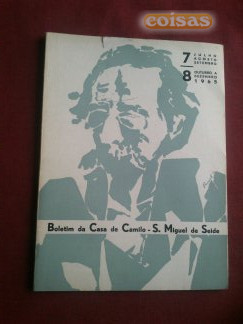 coisas
7 JULHO
AGOSTO
SETEMBRO
8 OUTUBRO A
DEZEMBRO
1965
Boletim da Casa de Camilo - S. Miguel de Seide